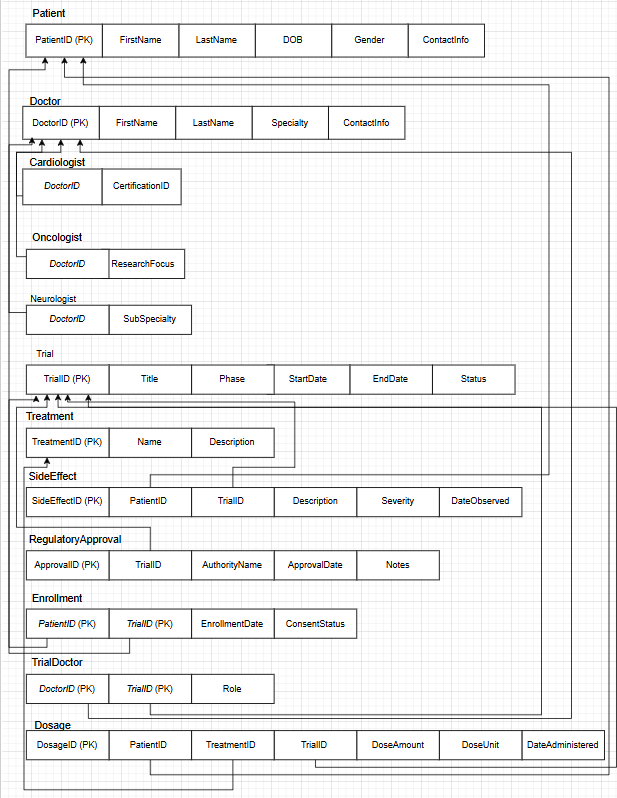 Patient
PatientID (PK) FirstName LastName DOB Gender ContactInfo
Doctor
DoctorID (PK) FirstName LastName Specialty ContactInfo
Cardiologist
DoctorID CertificationID
Oncologist
DoctorID ResearchFocus
Neurologist
DoctorID SubSpecialty
Trial
TrialID (PK) Title Phase StartDate EndDate Status
Treatment
TreatmentID (PK) Name Description
SideEffect
SideEffectID (PK) PatientID TrialID Description Severity DateObserved
RegulatoryApproval
ApprovalID (PK) TrialID AuthorityName ApprovalDate Notes
Enrollment
PatientID (PK) TrialID (PK) EnrollmentDate ConsentStatus
TrialDoctor
DoctorID (PK) TrialID (PK) Role
Dosage
DosageID (PK) PatientID TreatmentID TrialID DoseAmount DoseUnit DateAdministered